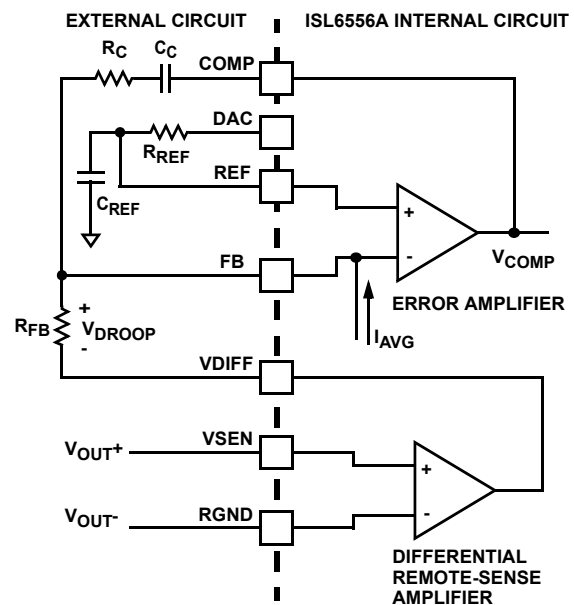 EXTERNAL CIRCUIT
ISL6556A INTERNAL CIRCUIT
RC
CC
COMP
DAC
RREF
REF
CREF
+
-
VCOMP
FB
ERROR AMPLIFIER
IAVG
RFB
+
VDROOP
-
VDIFF
VOUT+
VSEN
+
VOUT-
RGND
-
DIFFERENTIAL
REMOTE-SENSE
AMPLIFIER